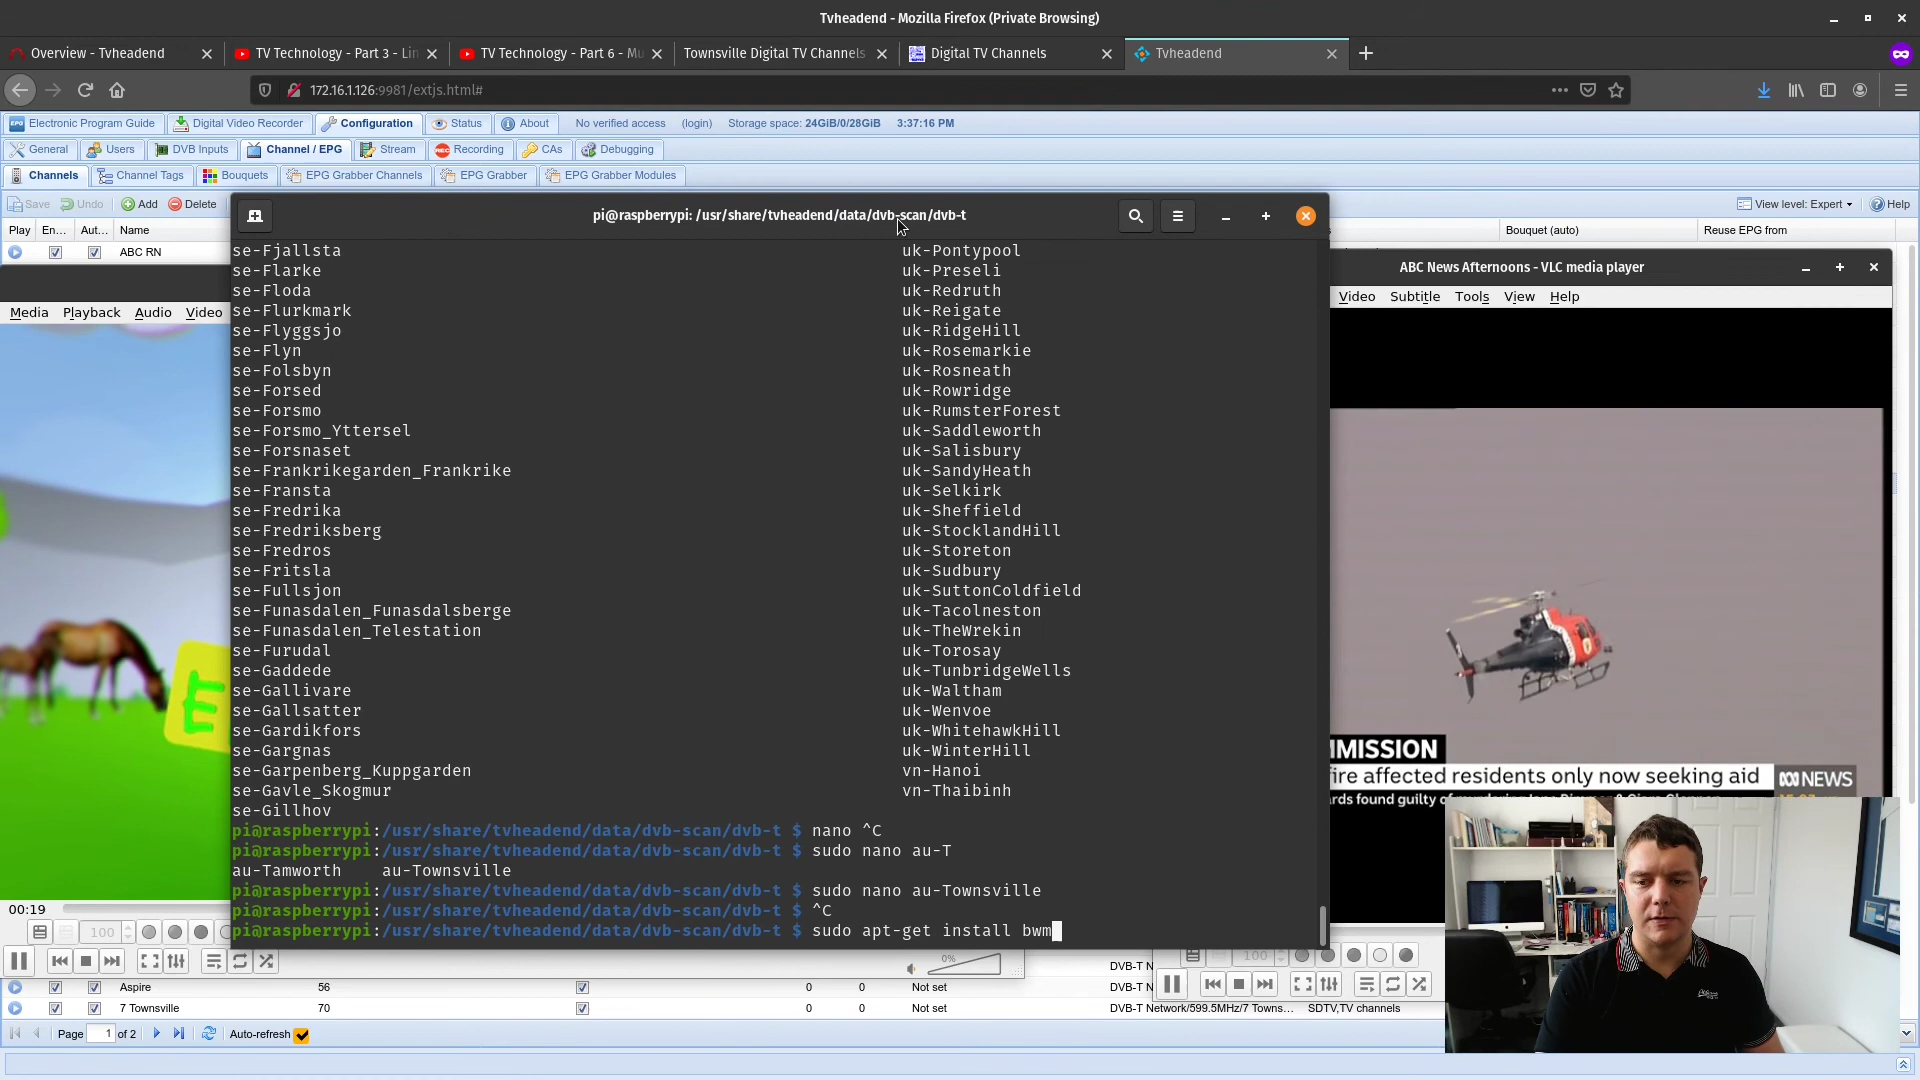 Tvheadend - Mozilla Firefox (Private Browsing)
Overview - Tvheadend
TV Technology - Part 3 - Lin
TV Technology - Part 6 - Mu
Townsville Digital TV Channels
Digital TV Channels
Tvheadend
172.16.1.126:9981/extjs.html#
Electronic Program Guide Digital Video Recorder Configuration Status About No verified access (login) Storage space: 24GiB/0/28GiB 3:37:16 PM
General Users DVB Inputs Channel / EPG Stream Recording CAs Debugging
Channels Channel Tags Bouquets EPG Grabber Channels EPG Grabber EPG Grabber Modules
Save Undo Add Delete
View level: Expert Help
Play En... Aut... Name
Bouquet (auto) Reuse EPG from
ABC RN
pi@raspberrypi: /usr/share/tvheadend/data/dvb-scan/dvb-t
se-Fjallsta uk-Pontypool
se-Flarke uk-Preseli
se-Floda uk-Redruth
se-Flurkmark uk-Reigate
se-Flyggsjo uk-RidgeHill
se-Flyn uk-Rosemarkie
se-Folsbyn uk-Rosneath
se-Forsed uk-Rowridge
se-Forsmo uk-RumsterForest
se-Forsmo_Yttersel uk-Saddleworth
se-Forsnaset uk-Salisbury
se-Frankrikegarden_Frankrike uk-SandyHeath
se-Fransta uk-Selkirk
se-Fredrika uk-Sheffield
se-Fredriksberg uk-StocklandHill
se-Fredros uk-Storeton
se-Fritsla uk-Sudbury
se-Fullsjon uk-SuttonColdfield
se-Funasdalen_Funasdalsberge uk-Tacolneston
se-Funasdalen_Telestation uk-TheWrekin
se-Furudal uk-Torosay
se-Gaddede uk-TunbridgeWells
se-Gallivare uk-Waltham
se-Gallsatter uk-Wenvoe
se-Gardikfors uk-WhitehawkHill
se-Gargnas uk-WinterHill
se-Garpenberg_Kuppgarden vn-Hanoi
se-Gavle_Skogmur vn-Thaibinh
se-Gillhov
pi@raspberrypi:/usr/share/tvheadend/data/dvb-scan/dvb-t $ nano ^C
pi@raspberrypi:/usr/share/tvheadend/data/dvb-scan/dvb-t $ sudo nano au-T
au-Tamworth au-Townsville
pi@raspberrypi:/usr/share/tvheadend/data/dvb-scan/dvb-t $ sudo nano au-Townsville
pi@raspberrypi:/usr/share/tvheadend/data/dvb-scan/dvb-t $ ^C
pi@raspberrypi:/usr/share/tvheadend/data/dvb-scan/dvb-t $ sudo apt-get install bwm
ABC News Afternoons - VLC media player
Video Subtitle Tools View Help
Media Playback Audio Video
E
MMISSION
fire affected residents only now seeking aid
NEWS
00:19
100
0%
100
DVB-T N
Aspire 56 0 0 Not set DVB-T N
7 Townsville 70 0 0 Not set DVB-T Network/599.5MHz/7 Towns... SDTV,TV channels
Page 1 of 2 Auto-refresh